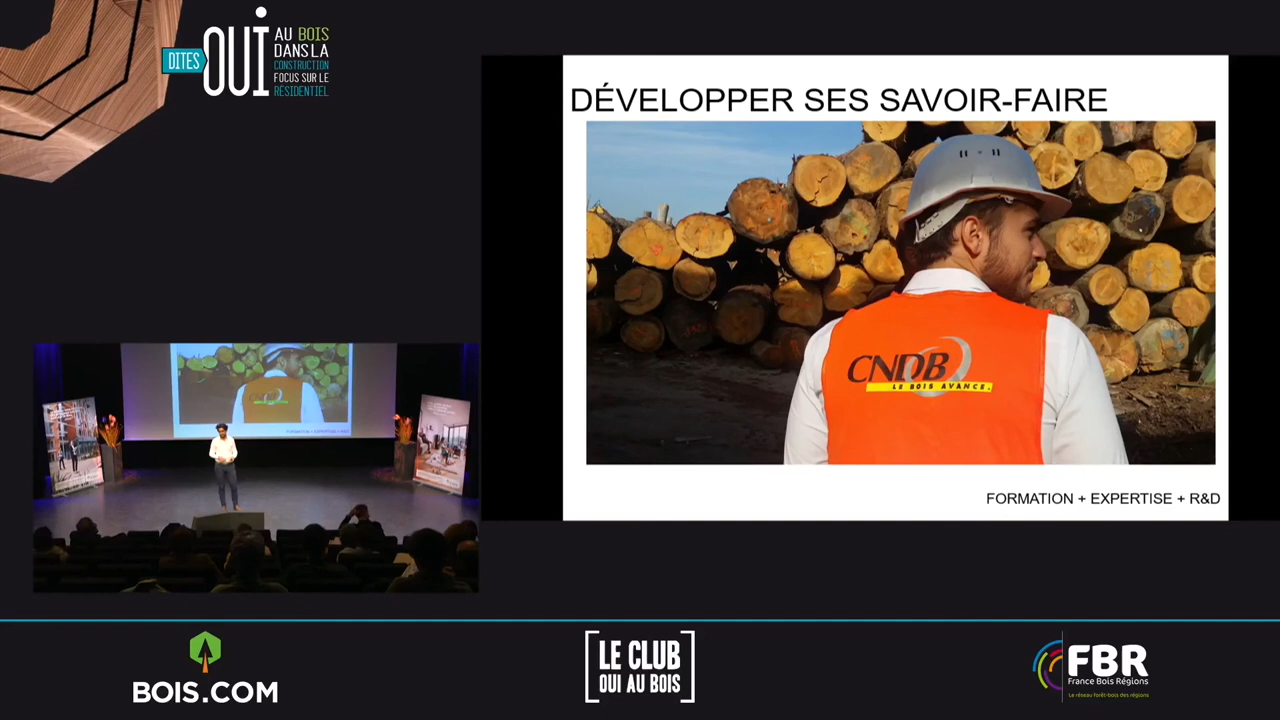 DITES
OUI
AU BOIS
DANS LA
CONSTRUCTION
FOCUS SUR LE
RÉSIDENTIEL
DÉVELOPPER SES SAVOIR-FAIRE
CNDB
LE BOIS AVANCE.
FORMATION + EXPERTISE + R&D
FORMATION + EXPERTISE + R&D
BOIS.COM
LE CLUB
OUI AU BOIS
FBR
France Bois Régions
Le réseau forêt-bois des régions